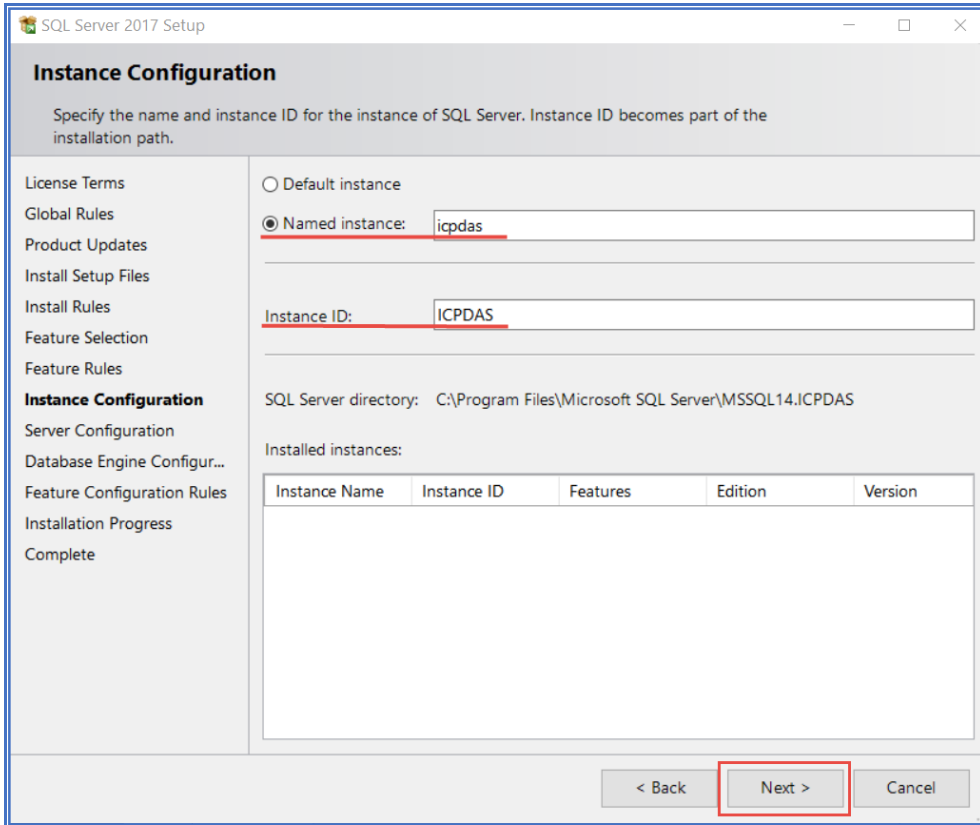 SQL Server 2017 Setup
Instance Configuration
Specify the name and instance ID for the instance of SQL Server. Instance ID becomes part of the
installation path.
License Terms
Global Rules
Product Updates
Install Setup Files
Install Rules
Feature Selection
Feature Rules
Instance Configuration
Server Configuration
Database Engine Configur...
Feature Configuration Rules
Installation Progress
Complete
Default instance
Named instance: icpdas
Instance ID: ICPDAS
SQL Server directory: C:\Program Files\Microsoft SQL Server\MSSQL14.ICPDAS
Installed instances:
Instance Name Instance ID Features Edition Version
< Back Next > Cancel